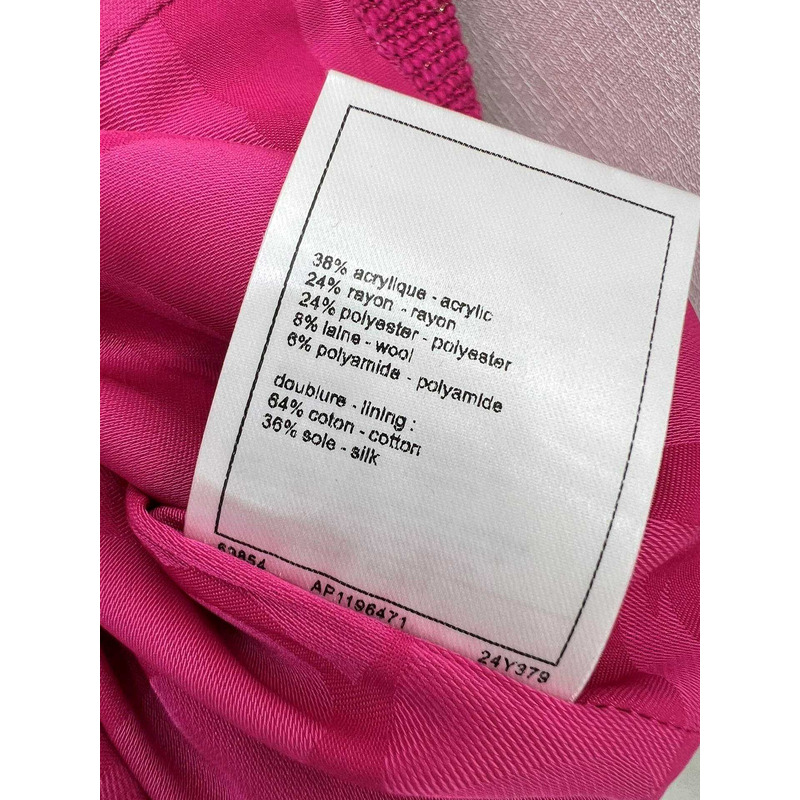 38% acrylique - acrylic
24% rayon - rayon
24% polyester - polyester
8% laine - wool
6% polyamide - polyamide
doublure - lining :
64% coton - cotton
36% soie - silk
AP1196471
24Y379